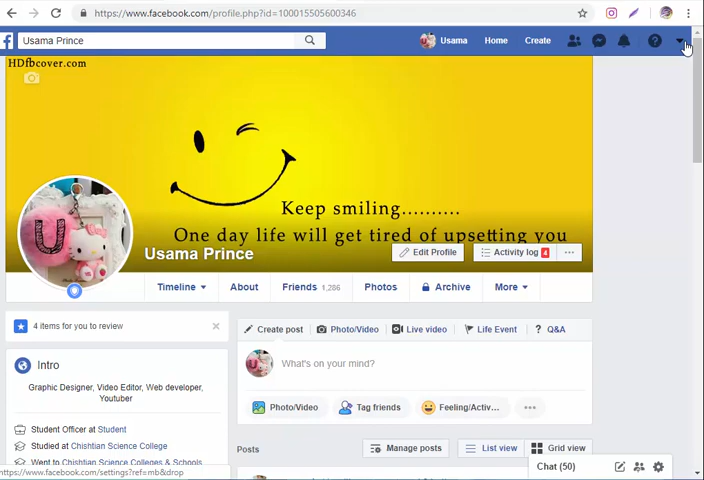 https://www.facebook.com/profile.php?id=100015505600346
Usama Prince
Usama Home Create
HDfbcover.com
Keep smiling..........
One day life will get tired of upsetting you
U
Usama Prince
Edit Profile
Activity log 4
Timeline About Friends 1,286 Photos Archive More
4 items for you to review
Create post Photo/Video Live video Life Event Q&A
Intro
What's on your mind?
Graphic Designer, Video Editor, Web developer,
Youtuber
Photo/Video Tag friends Feeling/Activ...
Student Officer at Student
Studied at Chishtian Science College
Posts Manage posts List view Grid view
Went to Chishtian Science Colleges & Schools
Chat (50)
https://www.facebook.com/settings?ref=mb&drop